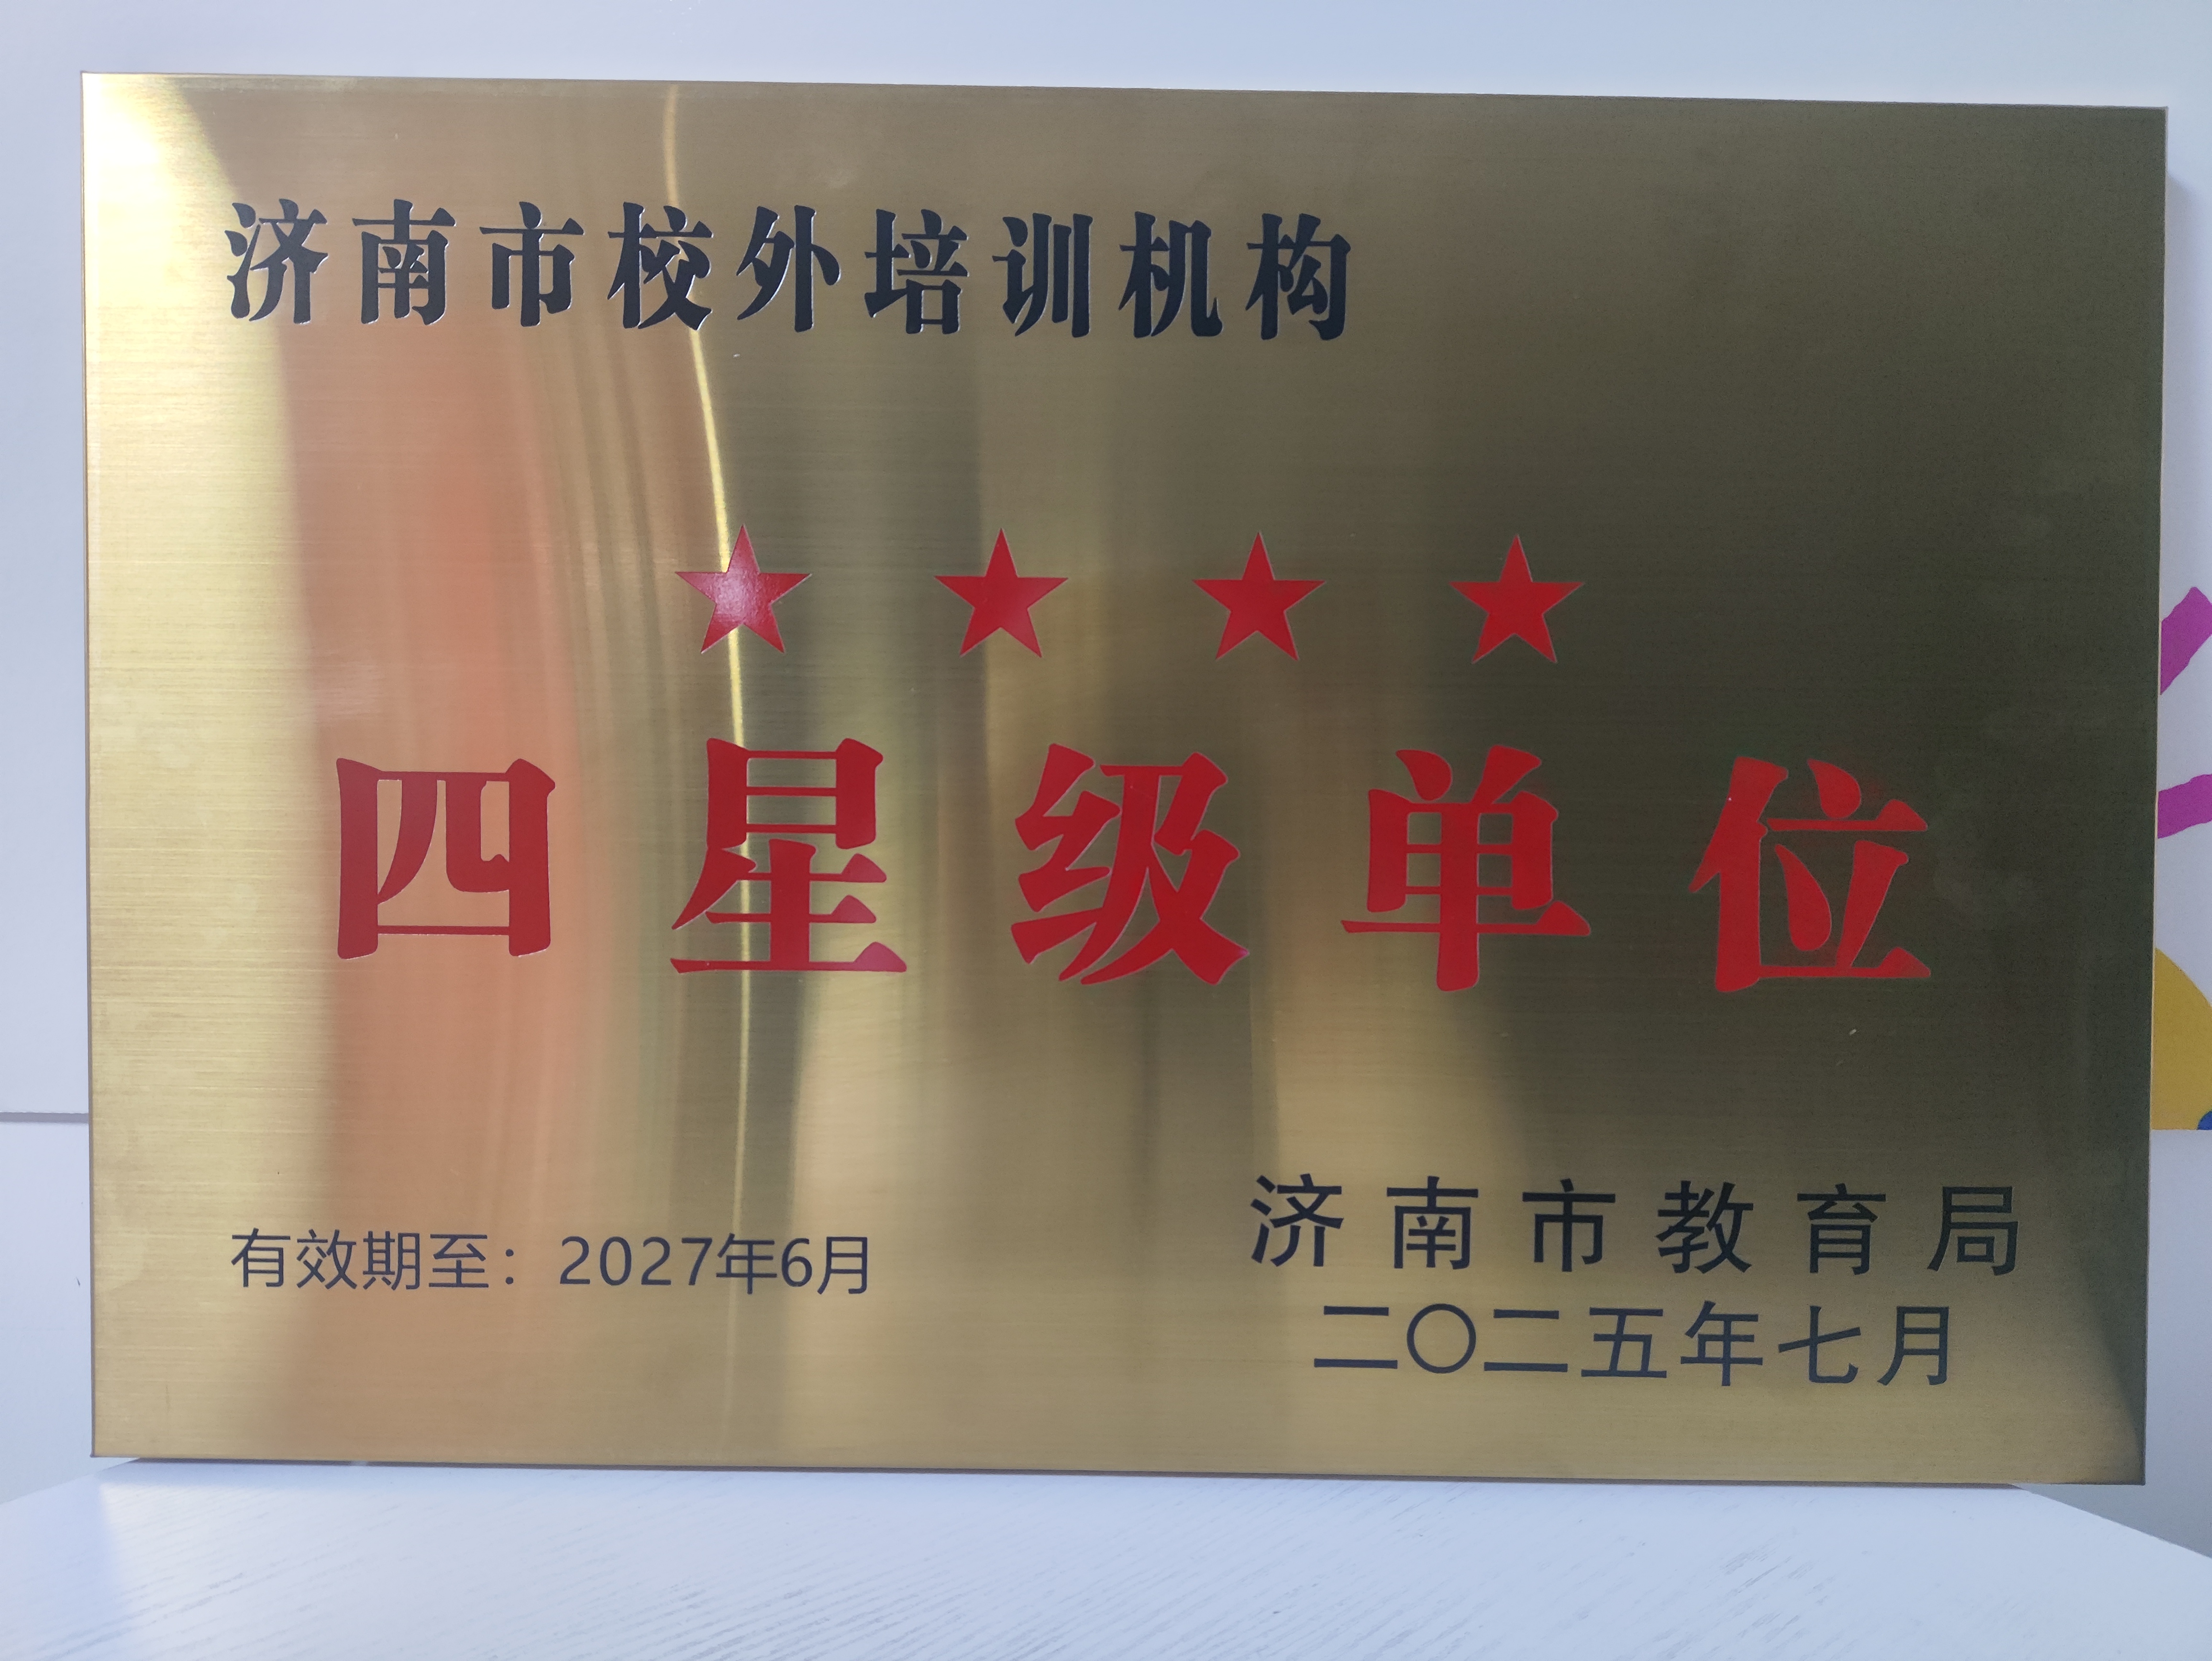 济南市校外培训机构
★ ★ ★ ★
四星级单位
有效期至：2027年6月
济南市教育局
二〇二五年七月